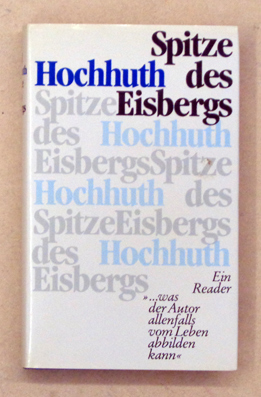 Spitze
Hochhuth des
Spitze Eisbergs
des Hochhuth
EisbergsSpitze
Hochhuth des
SpitzeEisbergs
des Hochhuth
Eisbergs
Ein
Reader
»...was
der Autor
allenfalls
vom Leben
abbilden
kann«